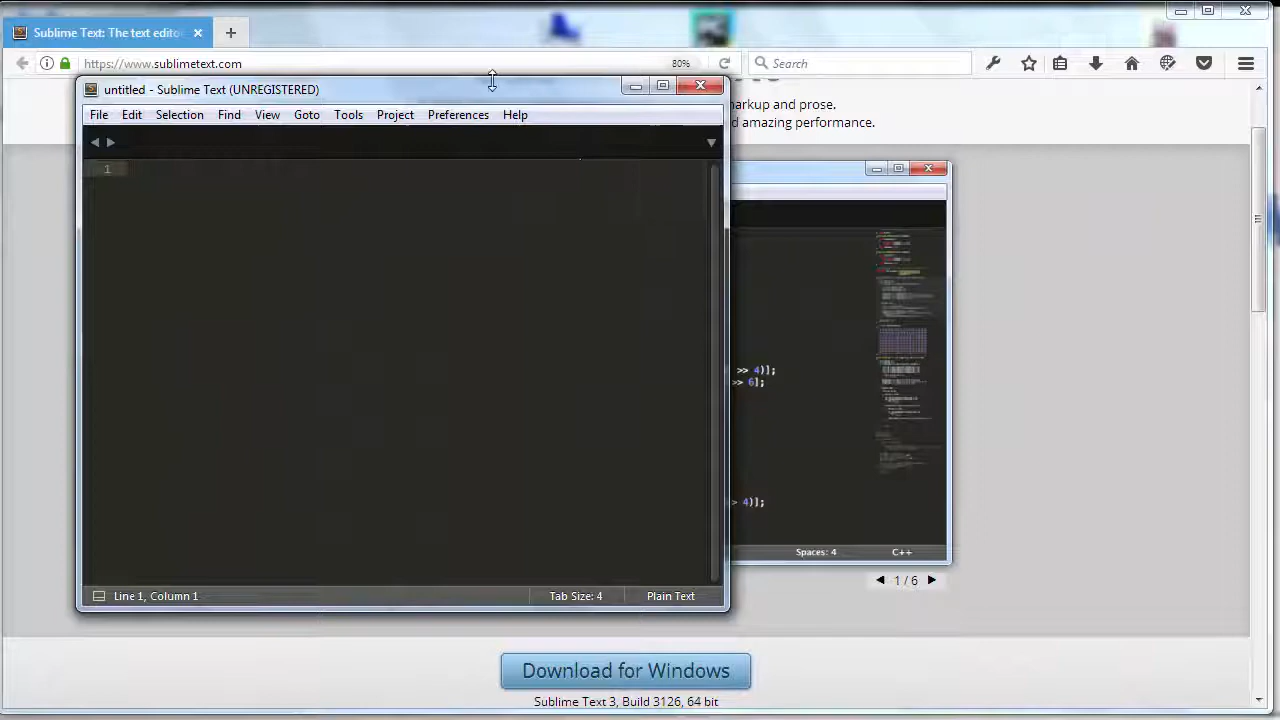 Sublime Text: The text edito
https://www.sublimetext.com
80%
Search
untitled - Sublime Text (UNREGISTERED)
File Edit Selection Find View Goto Tools Project Preferences Help
arkup and prose.
d amazing performance.
1
>> 4)];
>> 6];
> 4)];
Spaces: 4 C++
1 / 6
Line 1, Column 1 Tab Size: 4 Plain Text
Download for Windows
Sublime Text 3, Build 3126, 64 bit